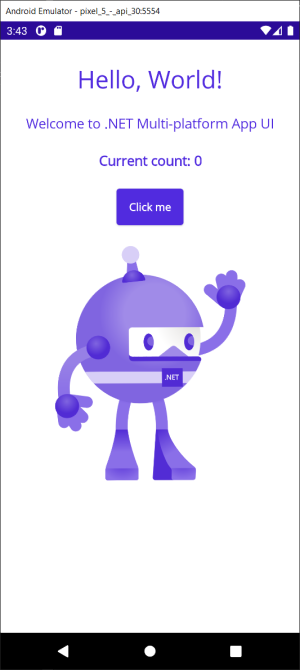 Android Emulator - pixel_5_-_api_30:5554
3:43
Hello, World!
Welcome to .NET Multi-platform App UI
Current count: 0
Click me
.NET